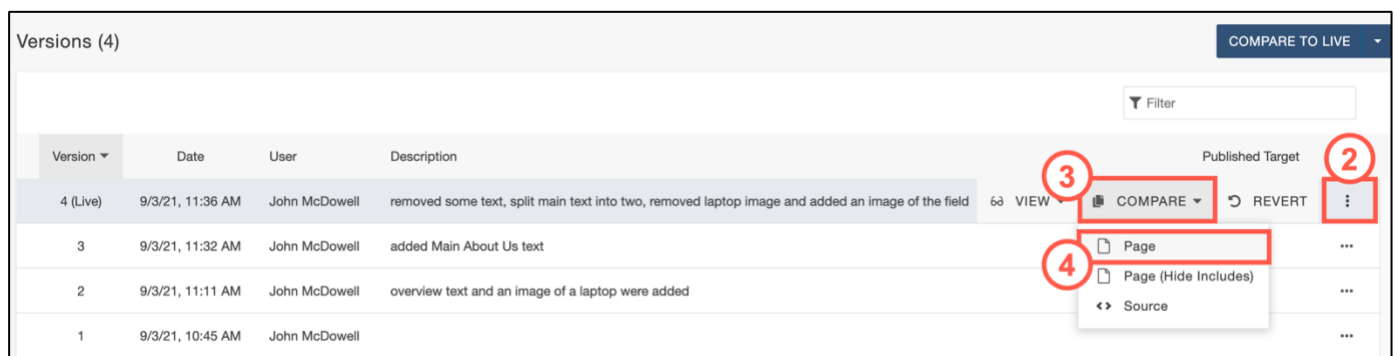 Versions (4)
COMPARE TO LIVE
Filter
Version Date User Description Published Target 2
3
4 (Live) 9/3/21, 11:36 AM John McDowell removed some text, split main text into two, removed laptop image and added an image of the field VIEW COMPARE REVERT
3 9/3/21, 11:32 AM John McDowell added Main About Us text Page
4
Page (Hide Includes)
2 9/3/21, 11:11 AM John McDowell overview text and an image of a laptop were added
Source
1 9/3/21, 10:45 AM John McDowell